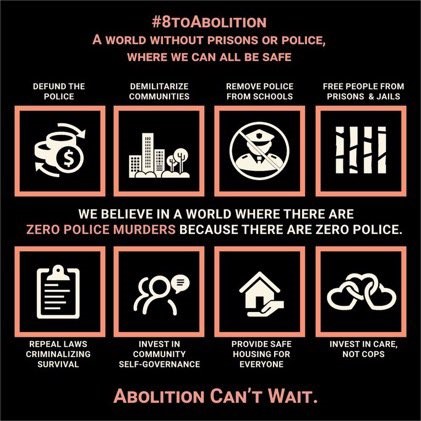 #8TOABOLITION
A WORLD WITHOUT PRISONS OR POLICE,
WHERE WE CAN ALL BE SAFE
DEFUND THE
POLICE
DEMILITARIZE
COMMUNITIES
REMOVE POLICE
FROM SCHOOLS
FREE PEOPLE FROM
PRISONS & JAILS
$
WE BELIEVE IN A WORLD WHERE THERE ARE
ZERO POLICE MURDERS BECAUSE THERE ARE ZERO POLICE.
REPEAL LAWS
CRIMINALIZING
SURVIVAL
INVEST IN
COMMUNITY
SELF-GOVERNANCE
PROVIDE SAFE
HOUSING FOR
EVERYONE
INVEST IN CARE,
NOT COPS
ABOLITION CAN'T WAIT.